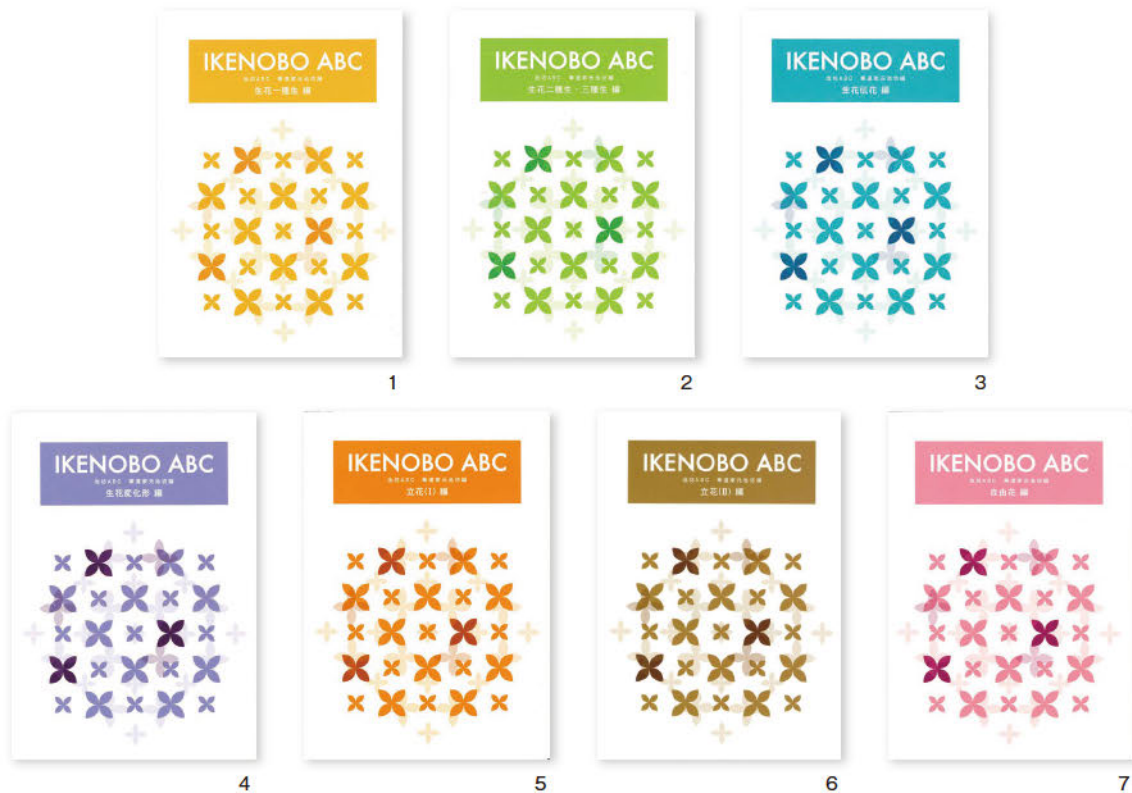 IKENOBO ABC
生花一種生 編
1
IKENOBO ABC
生花二種生・三種生 編
2
IKENOBO ABC
生花伝花 編
3
IKENOBO ABC
生花変化形 編
4
IKENOBO ABC
立花(I) 編
5
IKENOBO ABC
立花(II) 編
6
IKENOBO ABC
自由花 編
7